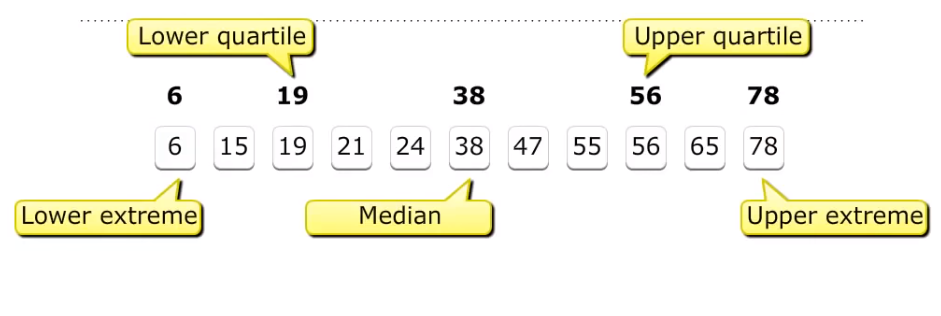 Lower quartile Upper quartile
6 19 38 56 78
6 15 19 21 24 38 47 55 56 65 78
Lower extreme Median Upper extreme